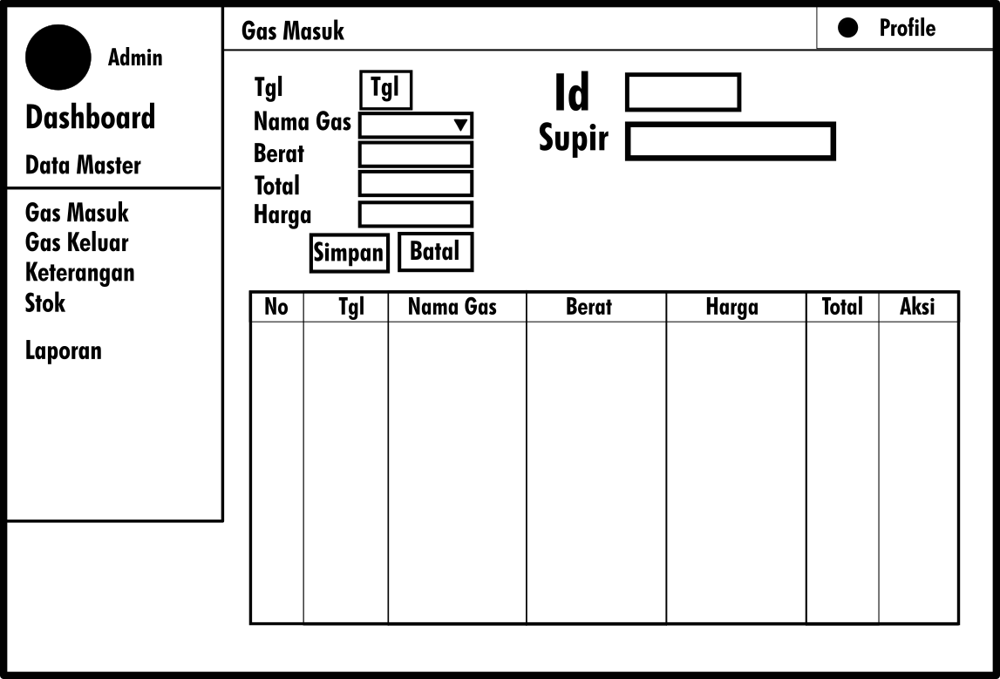 Admin
Dashboard
Data Master
Gas Masuk
Gas Keluar
Keterangan
Stok
Laporan
Gas Masuk
Profile
Tgl Tgl
Nama Gas
Berat
Total
Harga
Simpan Batal
Id
Supir
No Tgl Nama Gas Berat Harga Total Aksi